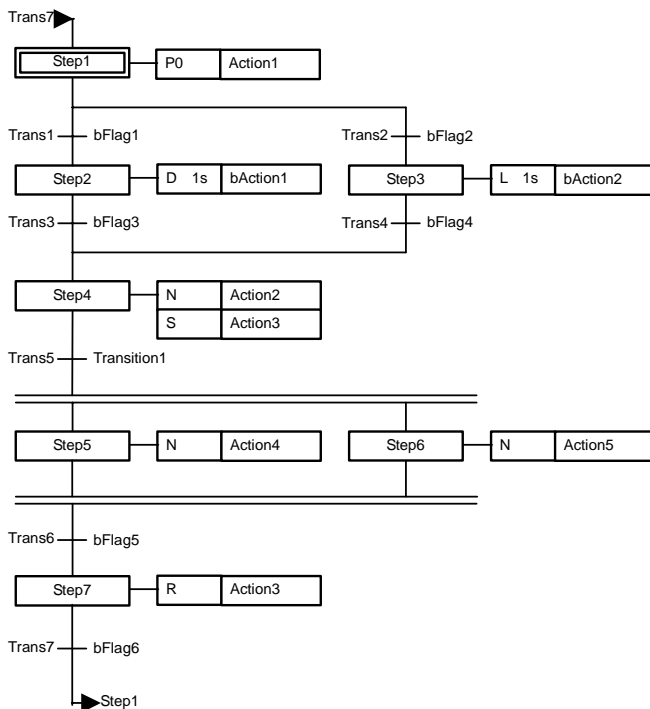 Trans7
Step1 P0 Action1
Trans1 bFlag1 Trans2 bFlag2
Step2 D 1s bAction1 Step3 L 1s bAction2
Trans3 bFlag3 Trans4 bFlag4
Step4 N Action2
S Action3
Trans5 Transition1
Step5 N Action4 Step6 N Action5
Trans6 bFlag5
Step7 R Action3
Trans7 bFlag6
Step1